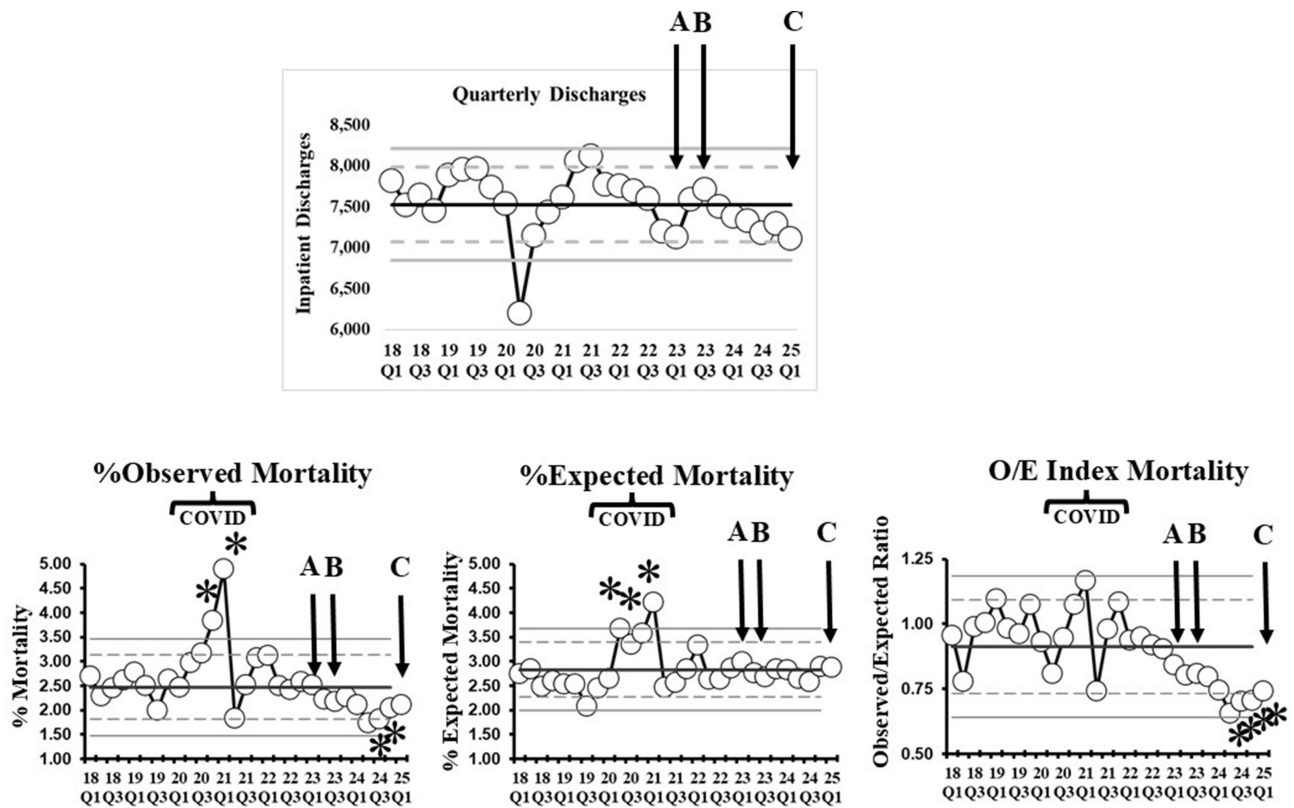 A B C
Quarterly Discharges
Inpatient Discharges
8,500
8,000
7,500
7,000
6,500
6,000
18 18 19 19 20 20 21 21 22 22 23 23 24 24 25
Q1 Q3 Q1 Q3 Q1 Q3 Q1 Q3 Q1 Q3 Q1 Q3 Q1 Q3 Q1
%Observed Mortality
COVID
* *
A B C
% Mortality
5.00
4.50
4.00
3.50
3.00
2.50
2.00
1.50
1.00
* *
18 18 19 19 20 20 21 21 22 22 23 23 24 24 25
Q1 Q3 Q1 Q3 Q1 Q3 Q1 Q3 Q1 Q3 Q1 Q3 Q1 Q3 Q1
%Expected Mortality
COVID
* * *
A B C
% Expected Mortality
5.00
4.50
4.00
3.50
3.00
2.50
2.00
1.50
1.00
18 18 19 19 20 20 21 21 22 22 23 23 24 24 25
Q1 Q3 Q1 Q3 Q1 Q3 Q1 Q3 Q1 Q3 Q1 Q3 Q1 Q3 Q1
O/E Index Mortality
COVID
A B C
Observed/Expected Ratio
1.25
1.00
0.75
0.50
* * * *
18 18 19 19 20 20 21 21 22 22 23 23 24 24 25
Q1 Q3 Q1 Q3 Q1 Q3 Q1 Q3 Q1 Q3 Q1 Q3 Q1 Q3 Q1